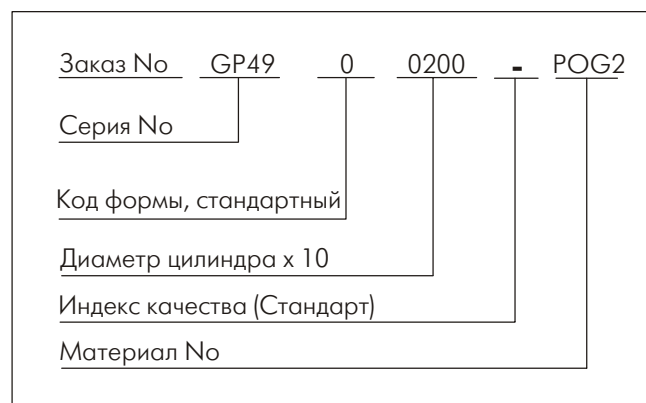 Заказ No GP49 0 0200 - POG2
Серия No
Код формы, стандартный
Диаметр цилиндра x 10
Индекс качества (Стандарт)
Материал No